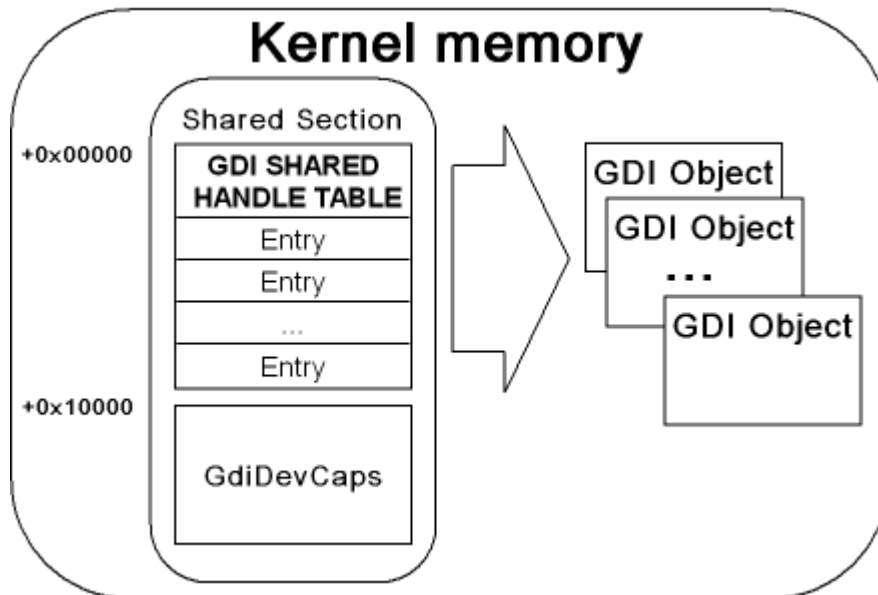 Kernel memory
Shared Section
+0x00000
GDI SHARED
HANDLE TABLE
Entry
Entry
...
Entry
+0x10000
GdiDevCaps
GDI Object
GDI Object
...
GDI Object